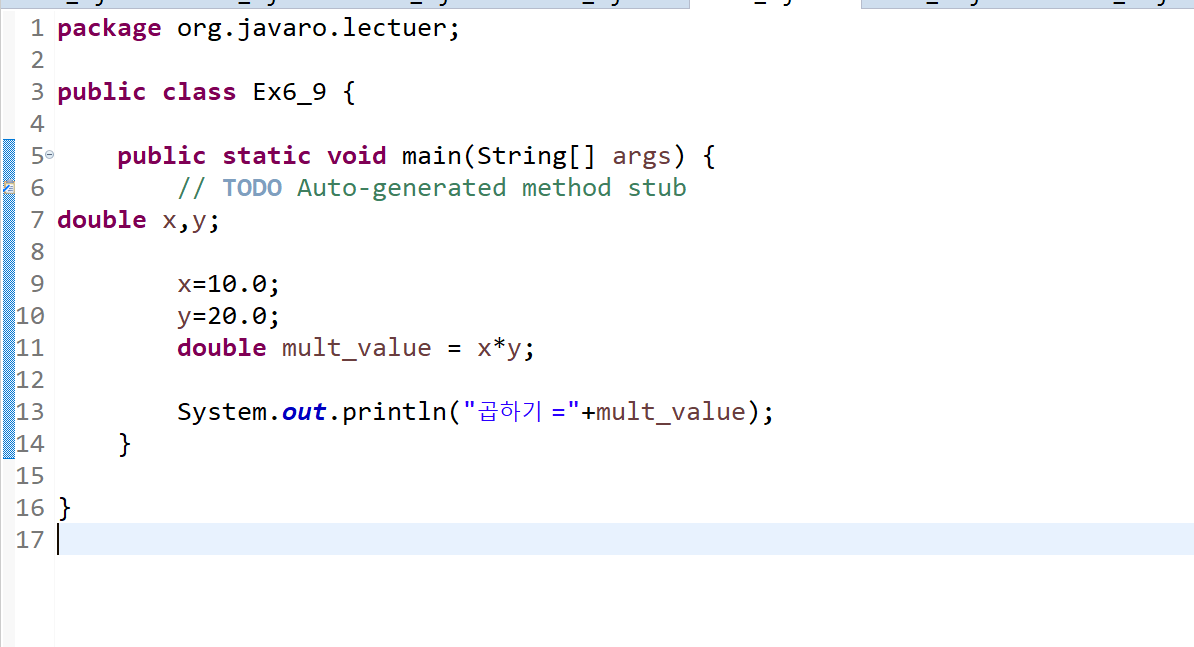 1 package org.javaro.lectuer;
2
3 public class Ex6_9 {
4
5 public static void main(String[] args) {
6 // TODO Auto-generated method stub
7 double x,y;
8
9 x=10.0;
10 y=20.0;
11 double mult_value = x*y;
12
13 System.out.println("곱하기 ="+mult_value);
14 }
15
16 }
17